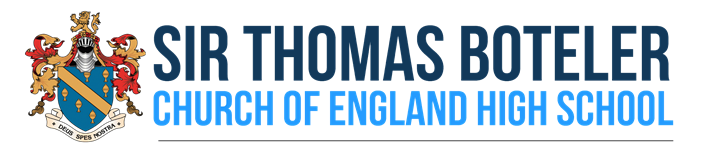 SIR THOMAS BOTELER
CHURCH OF ENGLAND HIGH SCHOOL
DEUS SPES NOSTRA